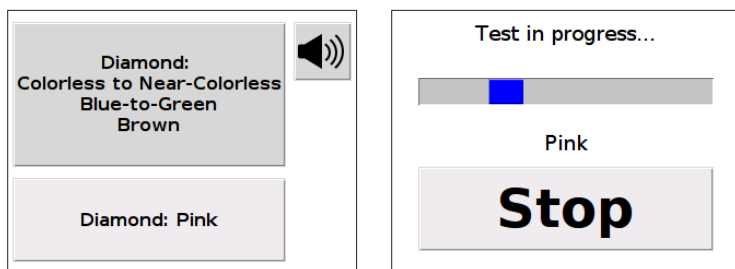 Diamond:
Colorless to Near-Colorless
Blue-to-Green
Brown
Diamond: Pink
Test in progress...
Pink
Stop